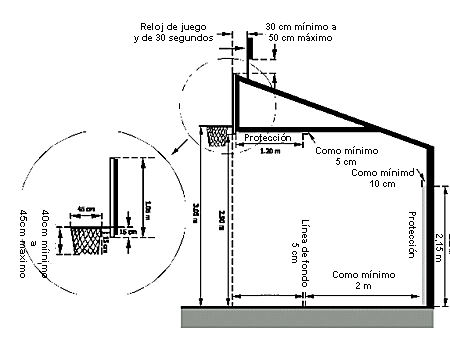 Reloj de juego
y de 30 segundos
30 cm mínimo a
50 cm máximo
Protección
1.20 m
Como mínimo
5 cm
Como mínimo
10 cm
45 cm
15 cm
40cm mínimo
a
45cm máximo
3.05 m
2.90 m
Línea de fondo
5 cm
Como mínimo
2 m
Protección
2,15 m